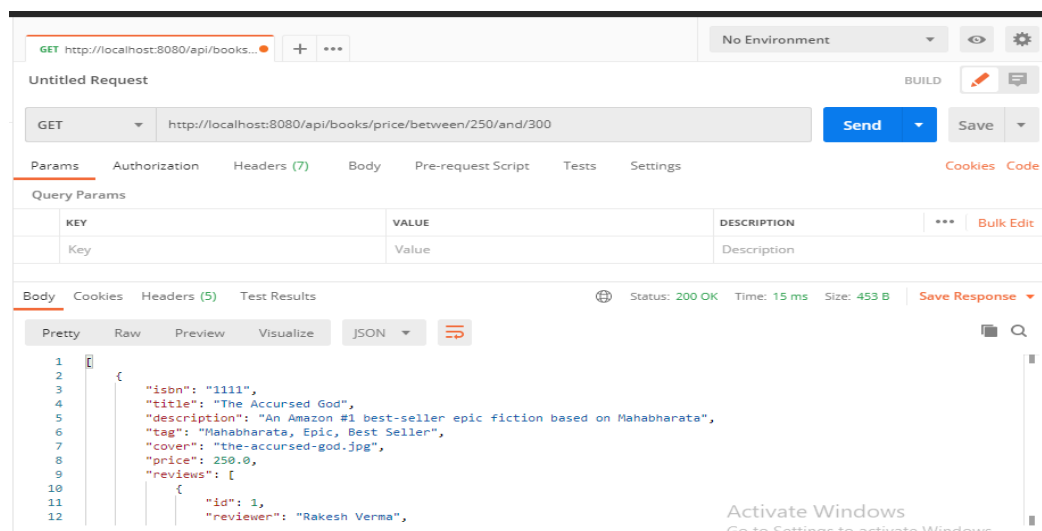 GET http://localhost:8080/api/books... + ••• No Environment
Untitled Request BUILD
GET http://localhost:8080/api/books/price/between/250/and/300 Send Save
Params Authorization Headers (7) Body Pre-request Script Tests Settings Cookies Code
Query Params
KEY VALUE DESCRIPTION ••• Bulk Edit
Key Value Description
Body Cookies Headers (5) Test Results Status: 200 OK Time: 15 ms Size: 453 B Save Response
Pretty Raw Preview Visualize JSON
1 [
2 {
3 "isbn": "1111",
4 "title": "The Accursed God",
5 "description": "An Amazon #1 best-seller epic fiction based on Mahabharata",
6 "tag": "Mahabharata, Epic, Best Seller",
7 "cover": "the-accursed-god.jpg",
8 "price": 250.0,
9 "reviews": [
10 {
11 "id": 1,
12 "reviewer": "Rakesh Verma",
Activate Windows
Go to Settings to activate Windows